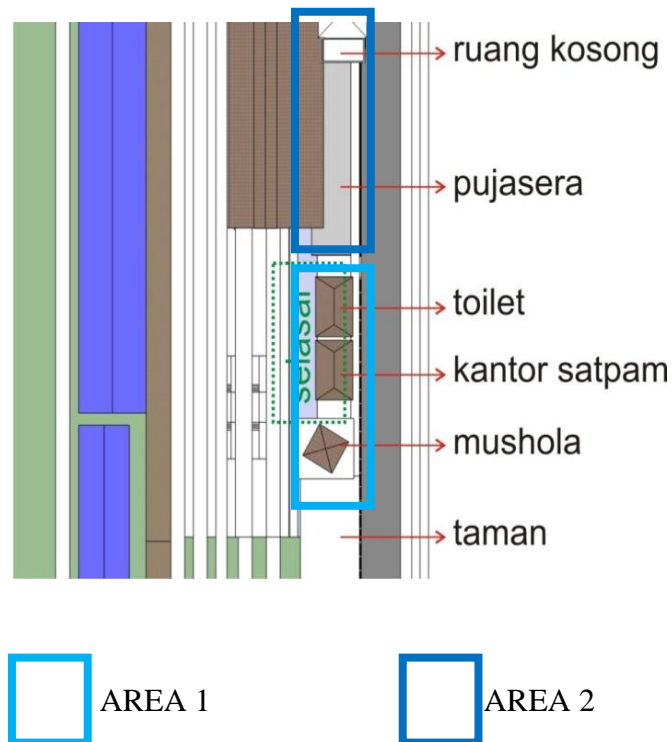 ruang kosong
pujasera
toilet
selasar
kantor satpam
mushola
taman
AREA 1
AREA 2